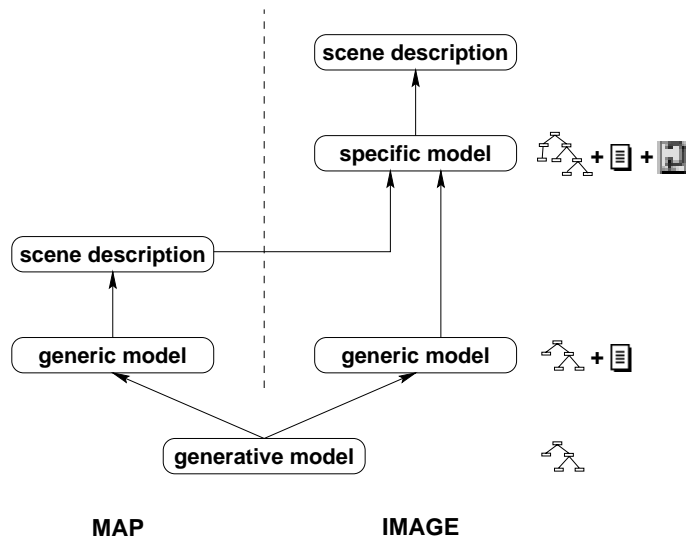 scene description
specific model
+ +
scene description
generic model
generic model
+
generative model
MAP
IMAGE